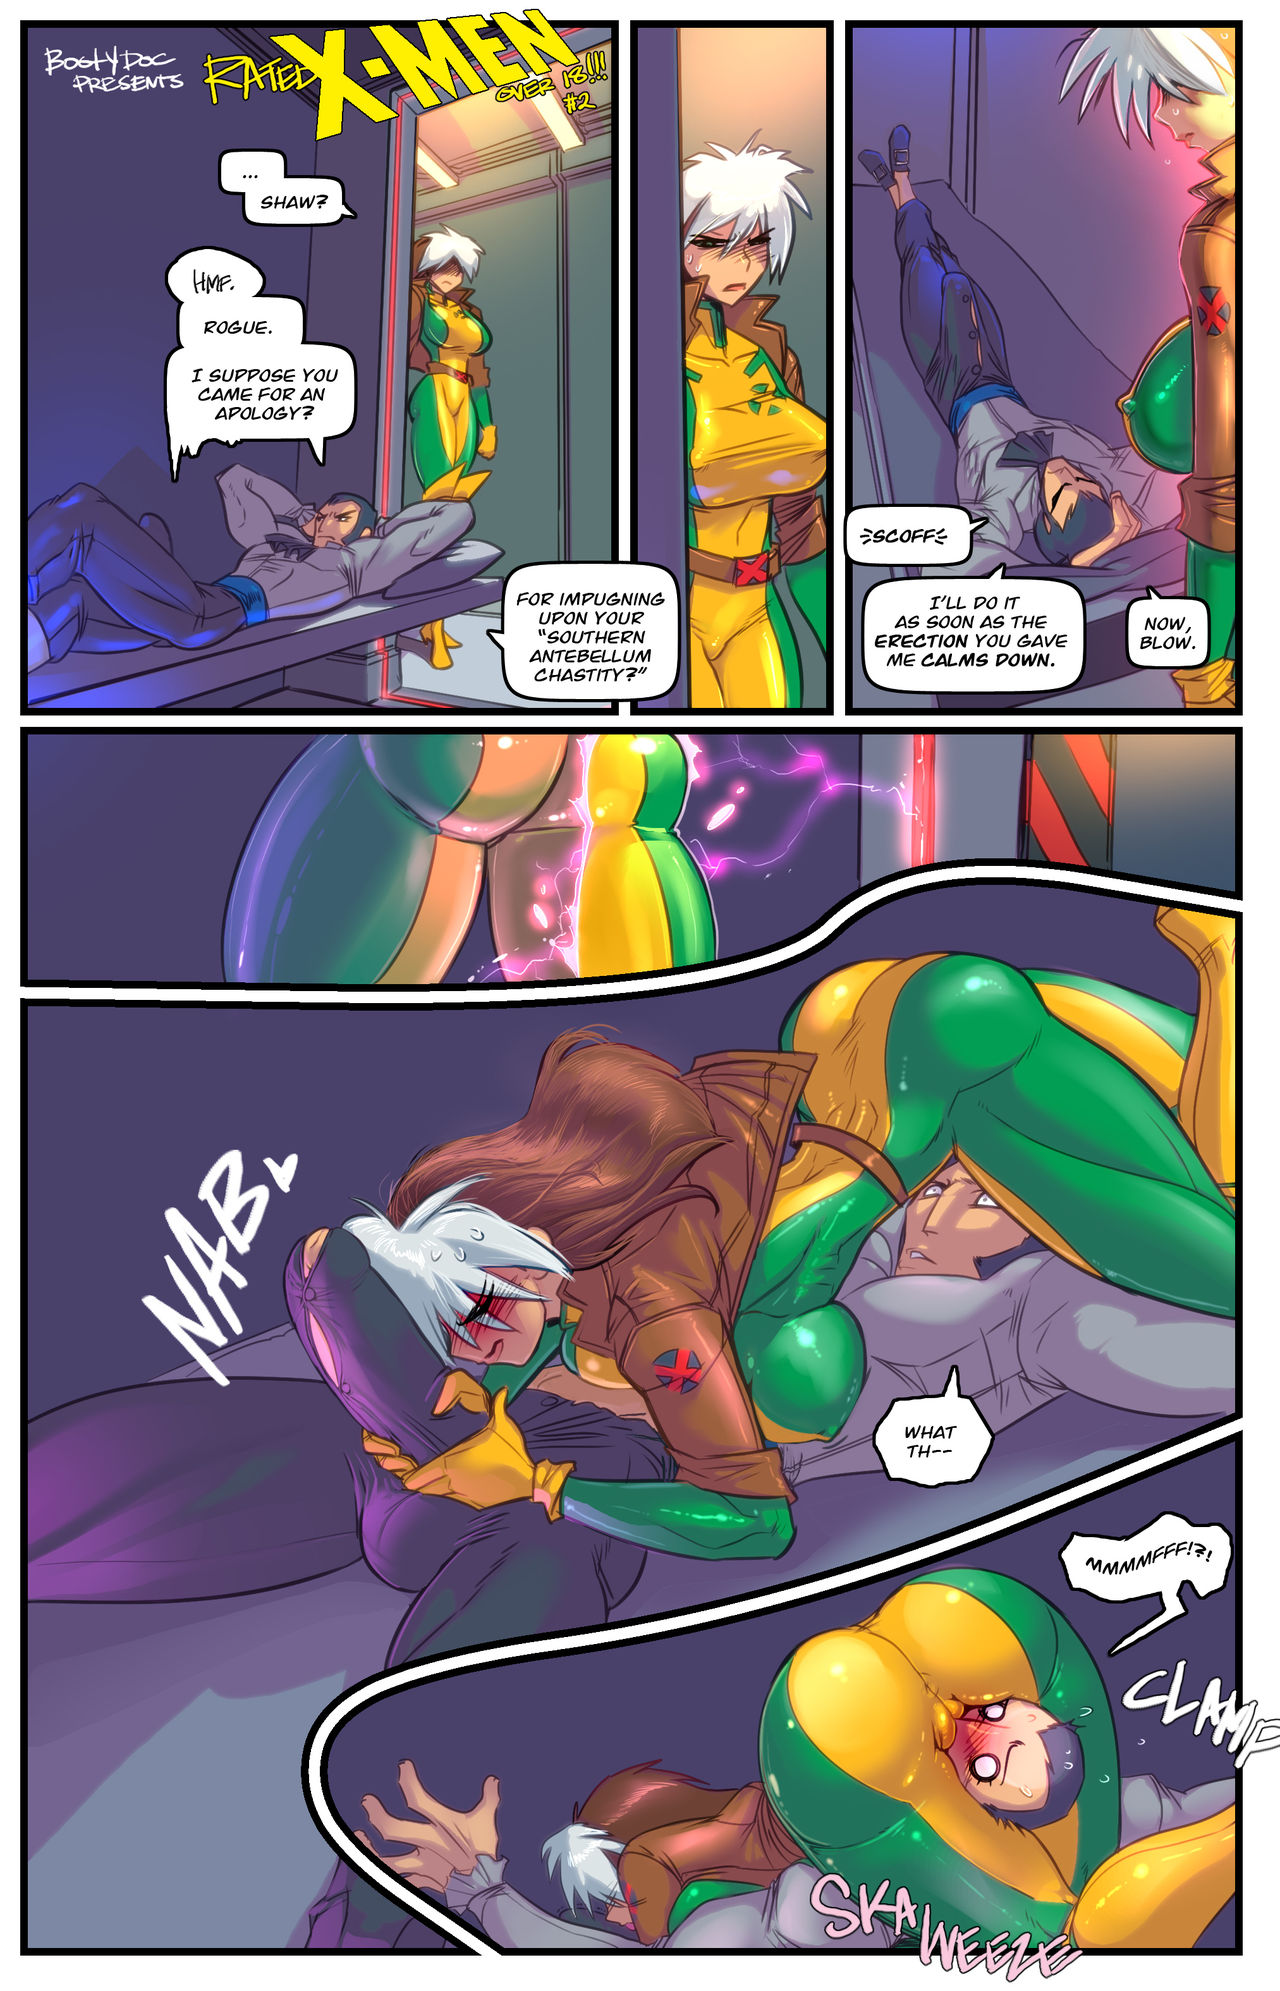 BOOTYDOC
PRESENTS
RATED
X-MEN
OVER 18!!!
#2
...
SHAW?
HMF.
ROGUE.
I SUPPOSE YOU
CAME FOR AN
APOLOGY?
FOR IMPUGNING
UPON YOUR
"SOUTHERN
ANTEBELLUM
CHASTITY?"
SCOFF
I'LL DO IT
AS SOON AS THE
ERECTION YOU GAVE
ME CALMS DOWN.
NOW,
BLOW.
NAB
WHAT
TH--
MMMMFFF!?!
CLAMP
SKA
WEEZE